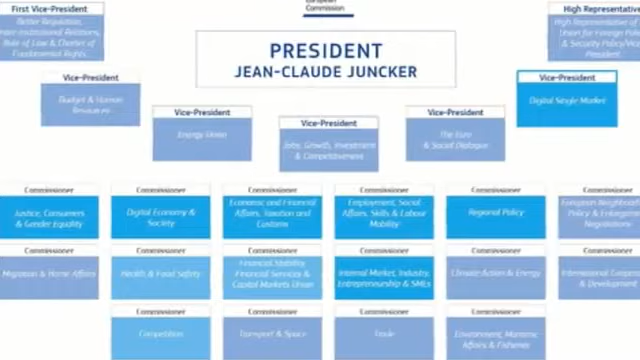 European
Commission
First Vice-President
Better Regulation,
Inter-Institutional Relations,
Rule of Law & Charter of
Fundamental Rights
PRESIDENT
JEAN-CLAUDE JUNCKER
High Representative
High Representative of
Union for Foreign Policy
& Security Policy/Vice
President
Vice-President
Budget & Human
Resources
Vice-President
Energy Union
Vice-President
Jobs, Growth, Investment
& Competitiveness
Vice-President
The Euro
& Social Dialogue
Vice-President
Digital Single Market
Commissioner
Justice, Consumers
& Gender Equality
Commissioner
Digital Economy &
Society
Commissioner
Economic and Financial
Affairs, Taxation and
Customs
Commissioner
Employment, Social
Affairs, Skills & Labour
Mobility
Commissioner
Regional Policy
Commissioner
European Neighbourh
Policy & Enlargement
Negotiations
Commissioner
Migration & Home Affairs
Commissioner
Health & Food Safety
Commissioner
Financial Stability,
Financial Services &
Capital Markets Union
Commissioner
Internal Market, Industry,
Entrepreneurship & SMEs
Commissioner
Climate Action & Energy
Commissioner
International Cooperat
& Development
Commissioner
Competition
Commissioner
Transport & Space
Commissioner
Trade
Commissioner
Environment, Maritime
Affairs & Fisheries